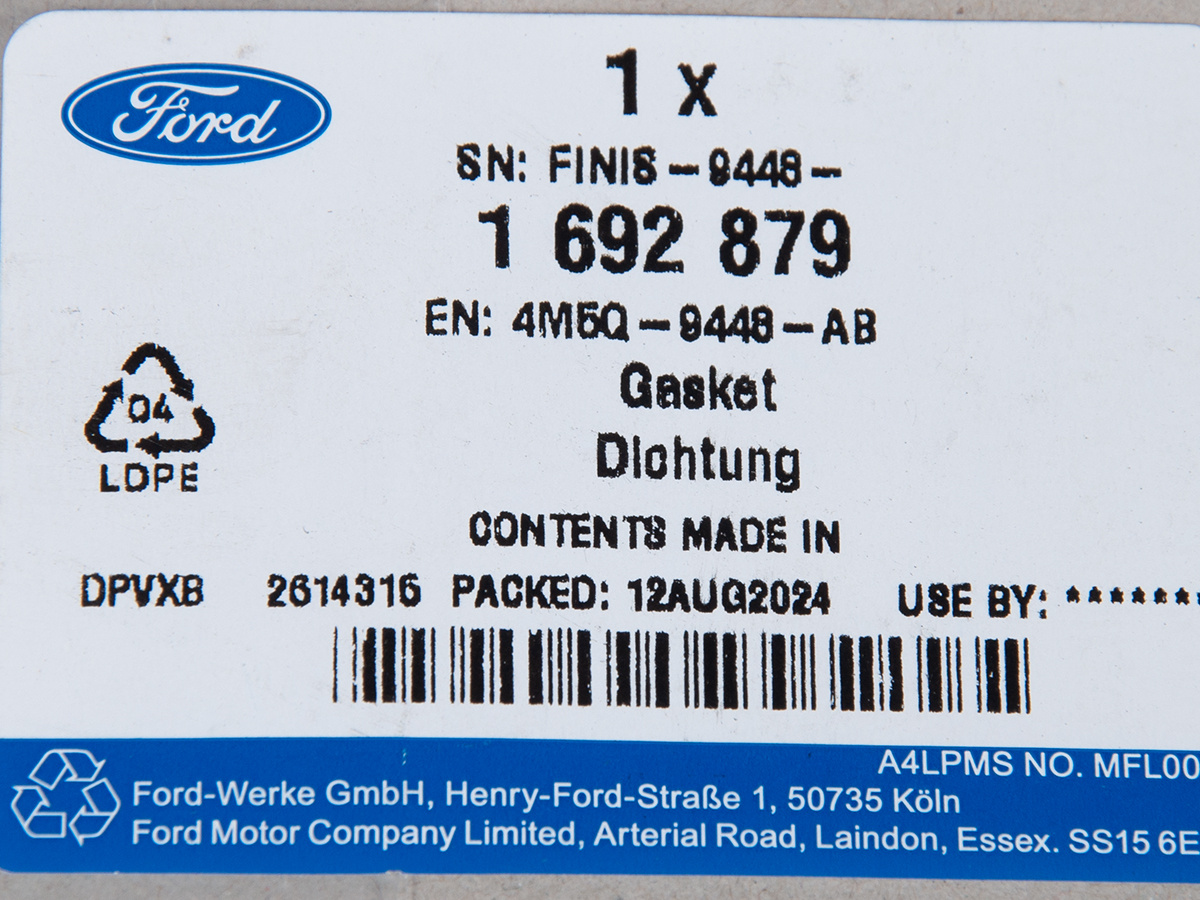 Ford
1 x
SN: FINIS - 9448 -
1 692 879
EN: 4M5Q - 9448 - AB
Gasket
Dichtung
04
LDPE
CONTENTS MADE IN
DPVXB 2614316 PACKED: 12AUG2024 USE BY: *******
A4LPMS NO. MFL00
Ford-Werke GmbH, Henry-Ford-Straße 1, 50735 Köln
Ford Motor Company Limited, Arterial Road, Laindon, Essex. SS15 6E